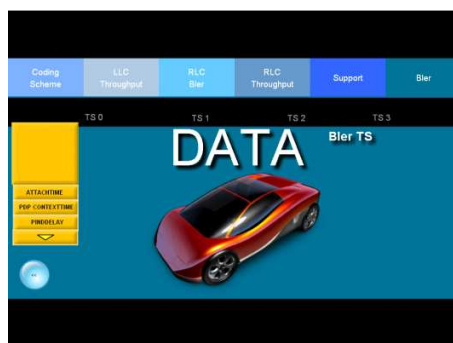 Coding
Scheme
LLC
Throughput
RLC
Bler
RLC
Throughput
Support
Bler
TS 0
TS 1
TS 2
TS 3
DATA
Bler TS
ATTACHTIME
PDP CONTEXTTIME
PINDDELAY